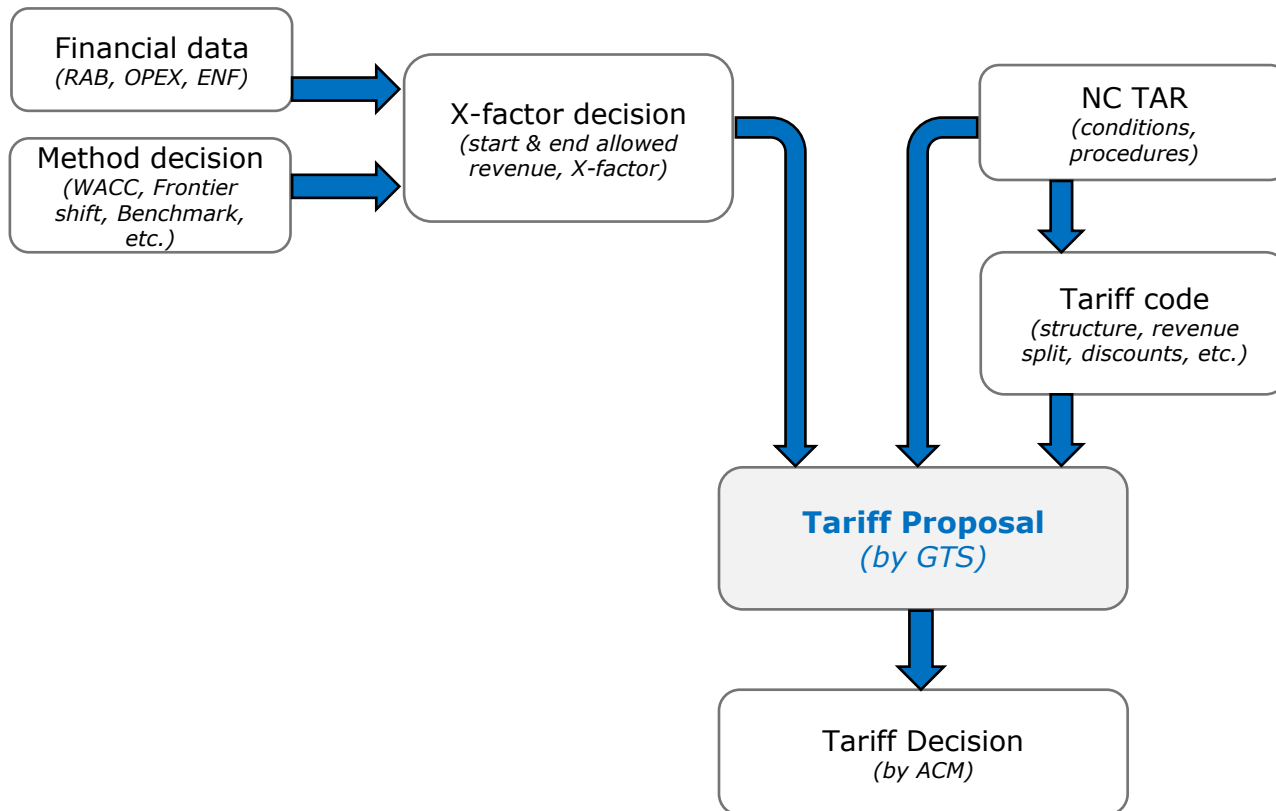 Financial data
(RAB, OPEX, ENF)
Method decision
(WACC, Frontier
shift, Benchmark,
etc.)
X-factor decision
(start & end allowed
revenue, X-factor)
NC TAR
(conditions,
procedures)
Tariff code
(structure, revenue
split, discounts, etc.)
Tariff Proposal
(by GTS)
Tariff Decision
(by ACM)